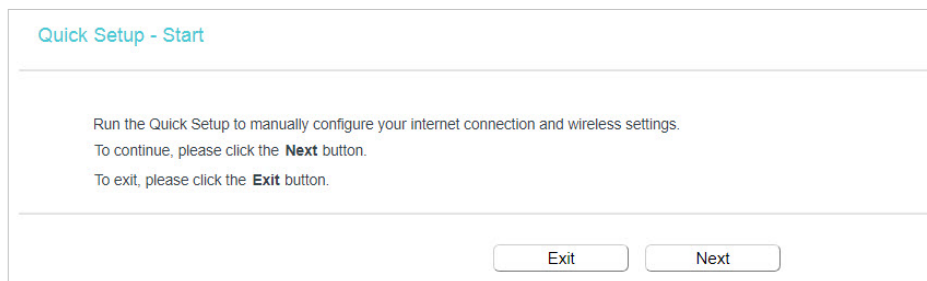 Quick Setup - Start
Run the Quick Setup to manually configure your internet connection and wireless settings.
To continue, please click the Next button.
To exit, please click the Exit button.
Exit
Next